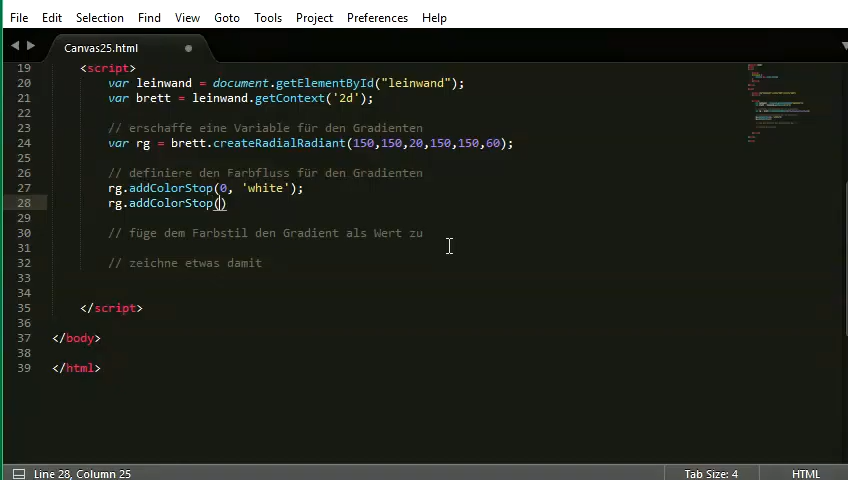 File Edit Selection Find View Goto Tools Project Preferences Help
Canvas25.html
19 <script>
20 var leinwand = document.getElementById("leinwand");
21 var brett = leinwand.getContext('2d');
22
23 // erschaffe eine Variable für den Gradienten
24 var rg = brett.createRadialRadiant(150,150,20,150,150,60);
25
26 // definiere den Farbfluss für den Gradienten
27 rg.addColorStop(0, 'white');
28 rg.addColorStop()
29
30 // füge dem Farbstil den Gradient als Wert zu
31
32 // zeichne etwas damit
33
34
35 </script>
36
37 </body>
38
39 </html>
Line 28, Column 25 Tab Size: 4 HTML